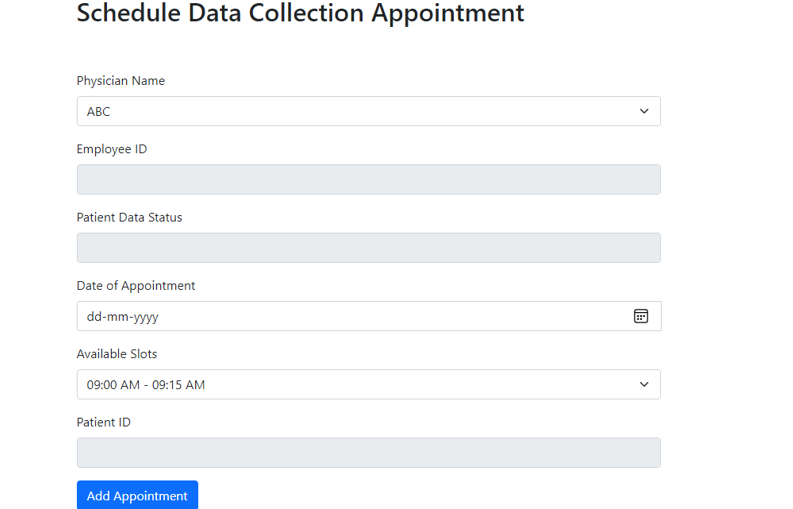 Schedule Data Collection Appointment
Physician Name
ABC
Employee ID
Patient Data Status
Date of Appointment
dd-mm-yyyy
Available Slots
09:00 AM - 09:15 AM
Patient ID
Add Appointment